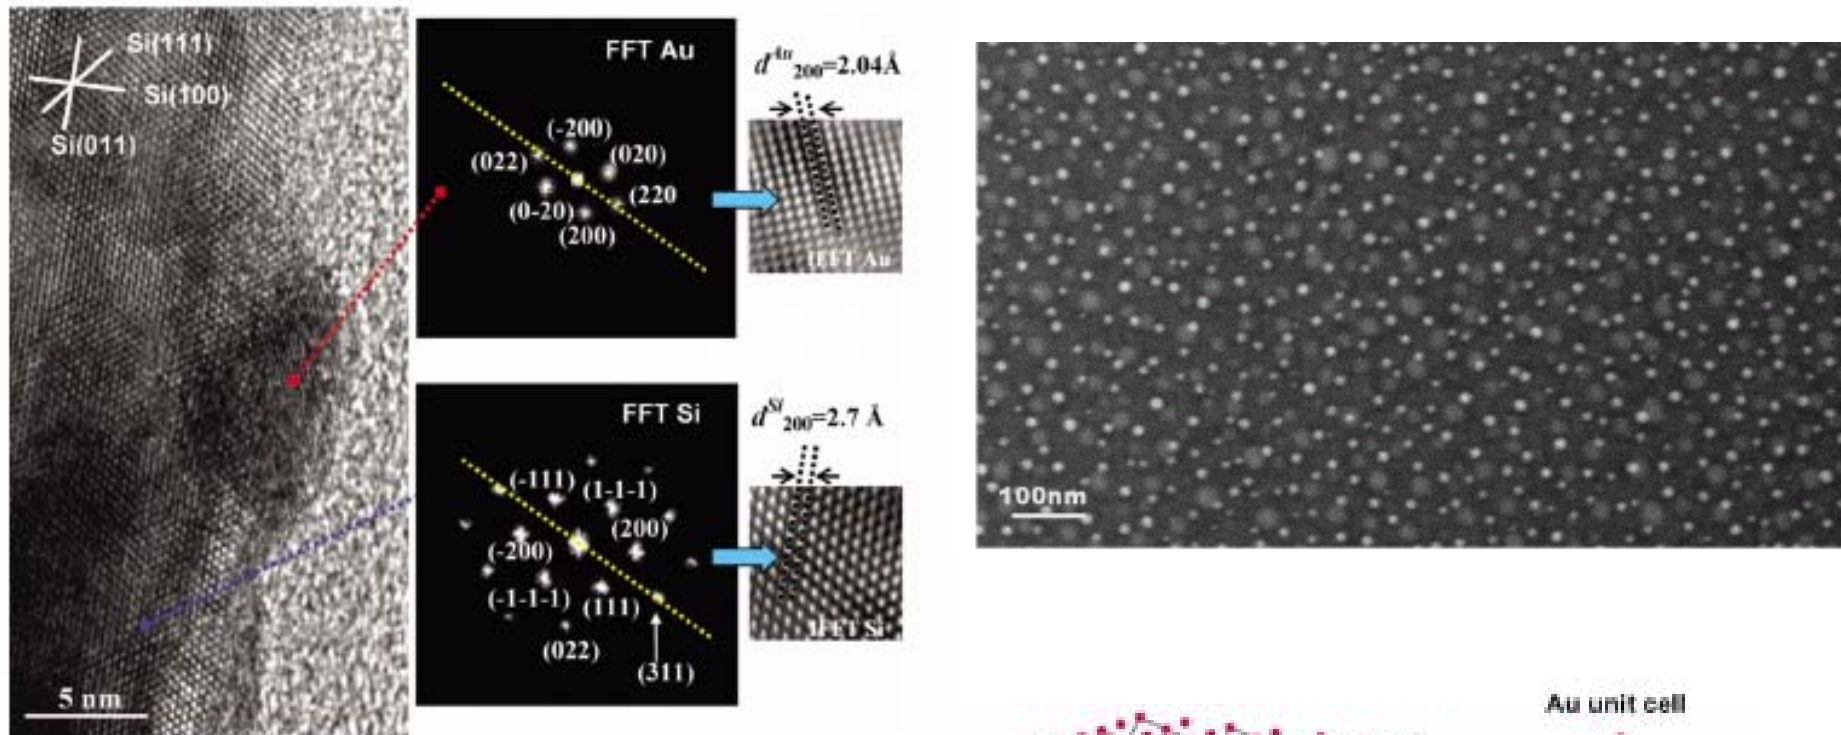 Si(111)
Si(100)
Si(011)
5 nm
FFT Au
(-200)
(022)
(020)
(220
(0-20)
(200)
d^Au_200=2.04Å
IFFT Au
FFT Si
(-111)
(1-1-1)
(200)
(-200)
(-1-1-1)
(111)
(022)
(311)
d^Si_200=2.7 Å
IFFT Si
100nm
Au unit cell